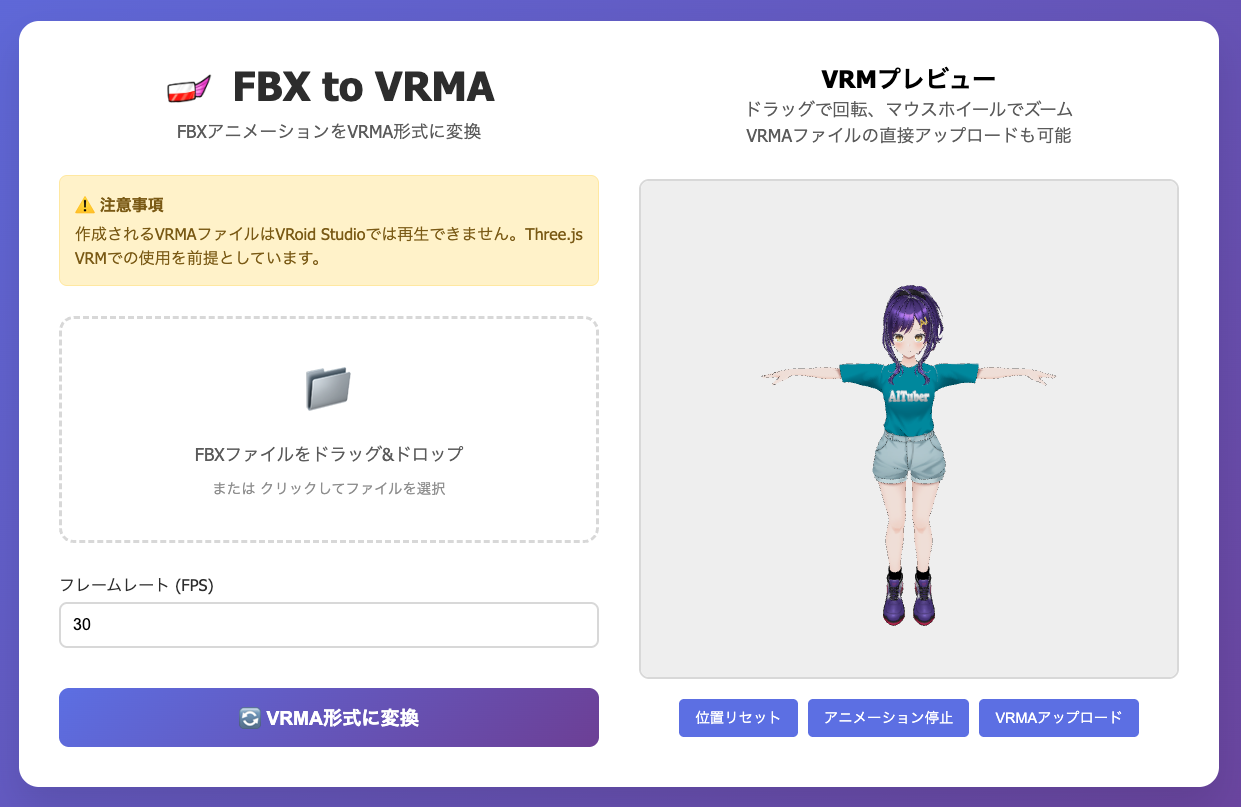 FBX to VRMA
FBXアニメーションをVRMA形式に変換
注意事項
作成されるVRMAファイルはVRoid Studioでは再生できません。Three.js
VRMでの使用を前提としています。
FBXファイルをドラッグ&ドロップ
または クリックしてファイルを選択
フレームレート (FPS)
30
VRMA形式に変換
VRMプレビュー
ドラッグで回転、マウスホイールでズーム
VRMAファイルの直接アップロードも可能
AITuber
位置リセット
アニメーション停止
VRMAアップロード